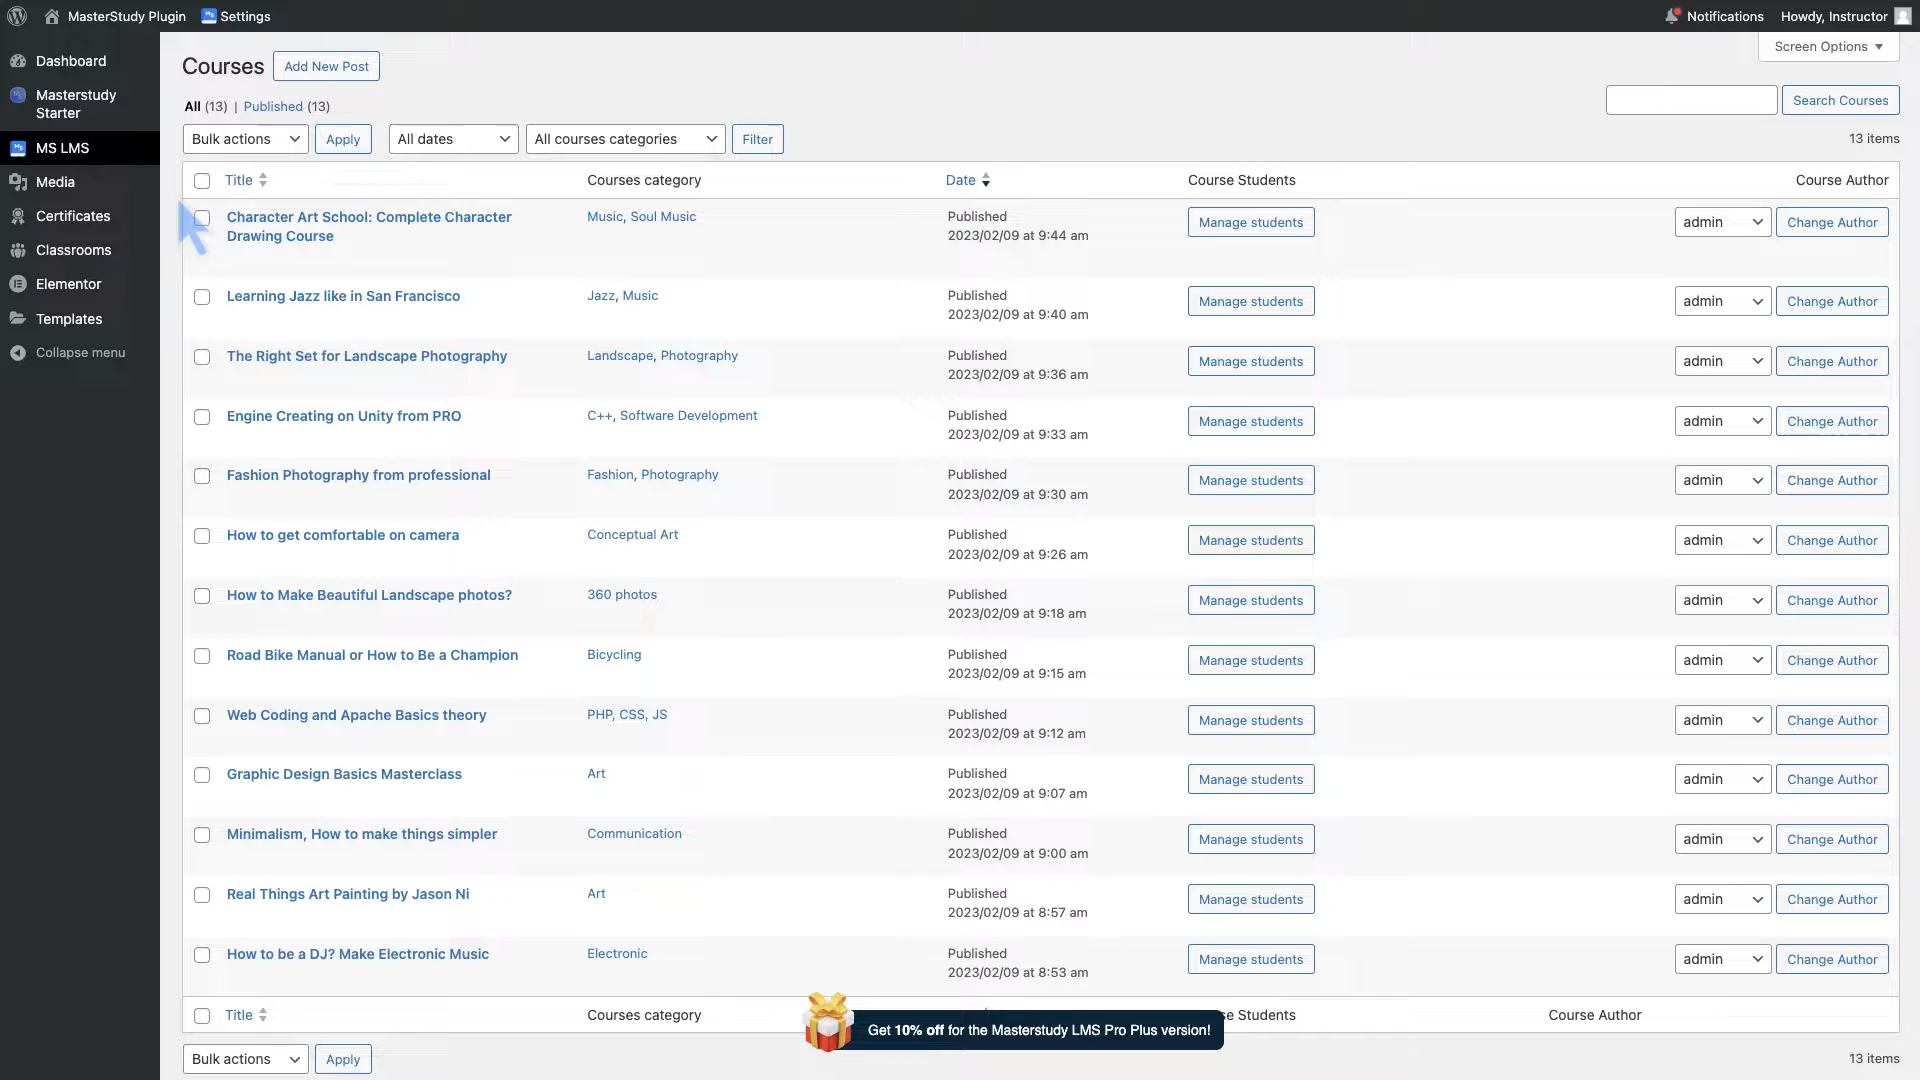 MasterStudy Plugin Settings Notifications Howdy, Instructor
Screen Options
Dashboard
Masterstudy
Starter
MS LMS
Media
Certificates
Classrooms
Elementor
Templates
Collapse menu
Courses Add New Post
All (13) | Published (13)
Search Courses
Bulk actions Apply All dates All courses categories Filter 13 items
Title Courses category Date Course Students Course Author
Character Art School: Complete Character Music, Soul Music Published Manage students admin Change Author
Drawing Course 2023/02/09 at 9:44 am
Learning Jazz like in San Francisco Jazz, Music Published Manage students admin Change Author
2023/02/09 at 9:40 am
The Right Set for Landscape Photography Landscape, Photography Published Manage students admin Change Author
2023/02/09 at 9:36 am
Engine Creating on Unity from PRO C++, Software Development Published Manage students admin Change Author
2023/02/09 at 9:33 am
Fashion Photography from professional Fashion, Photography Published Manage students admin Change Author
2023/02/09 at 9:30 am
How to get comfortable on camera Conceptual Art Published Manage students admin Change Author
2023/02/09 at 9:26 am
How to Make Beautiful Landscape photos? 360 photos Published Manage students admin Change Author
2023/02/09 at 9:18 am
Road Bike Manual or How to Be a Champion Bicycling Published Manage students admin Change Author
2023/02/09 at 9:15 am
Web Coding and Apache Basics theory PHP, CSS, JS Published Manage students admin Change Author
2023/02/09 at 9:12 am
Graphic Design Basics Masterclass Art Published Manage students admin Change Author
2023/02/09 at 9:07 am
Minimalism, How to make things simpler Communication Published Manage students admin Change Author
2023/02/09 at 9:00 am
Real Things Art Painting by Jason Ni Art Published Manage students admin Change Author
2023/02/09 at 8:57 am
How to be a DJ? Make Electronic Music Electronic Published Manage students admin Change Author
2023/02/09 at 8:53 am
Title Courses category se Students Course Author
Get 10% off for the Masterstudy LMS Pro Plus version!
Bulk actions Apply 13 items